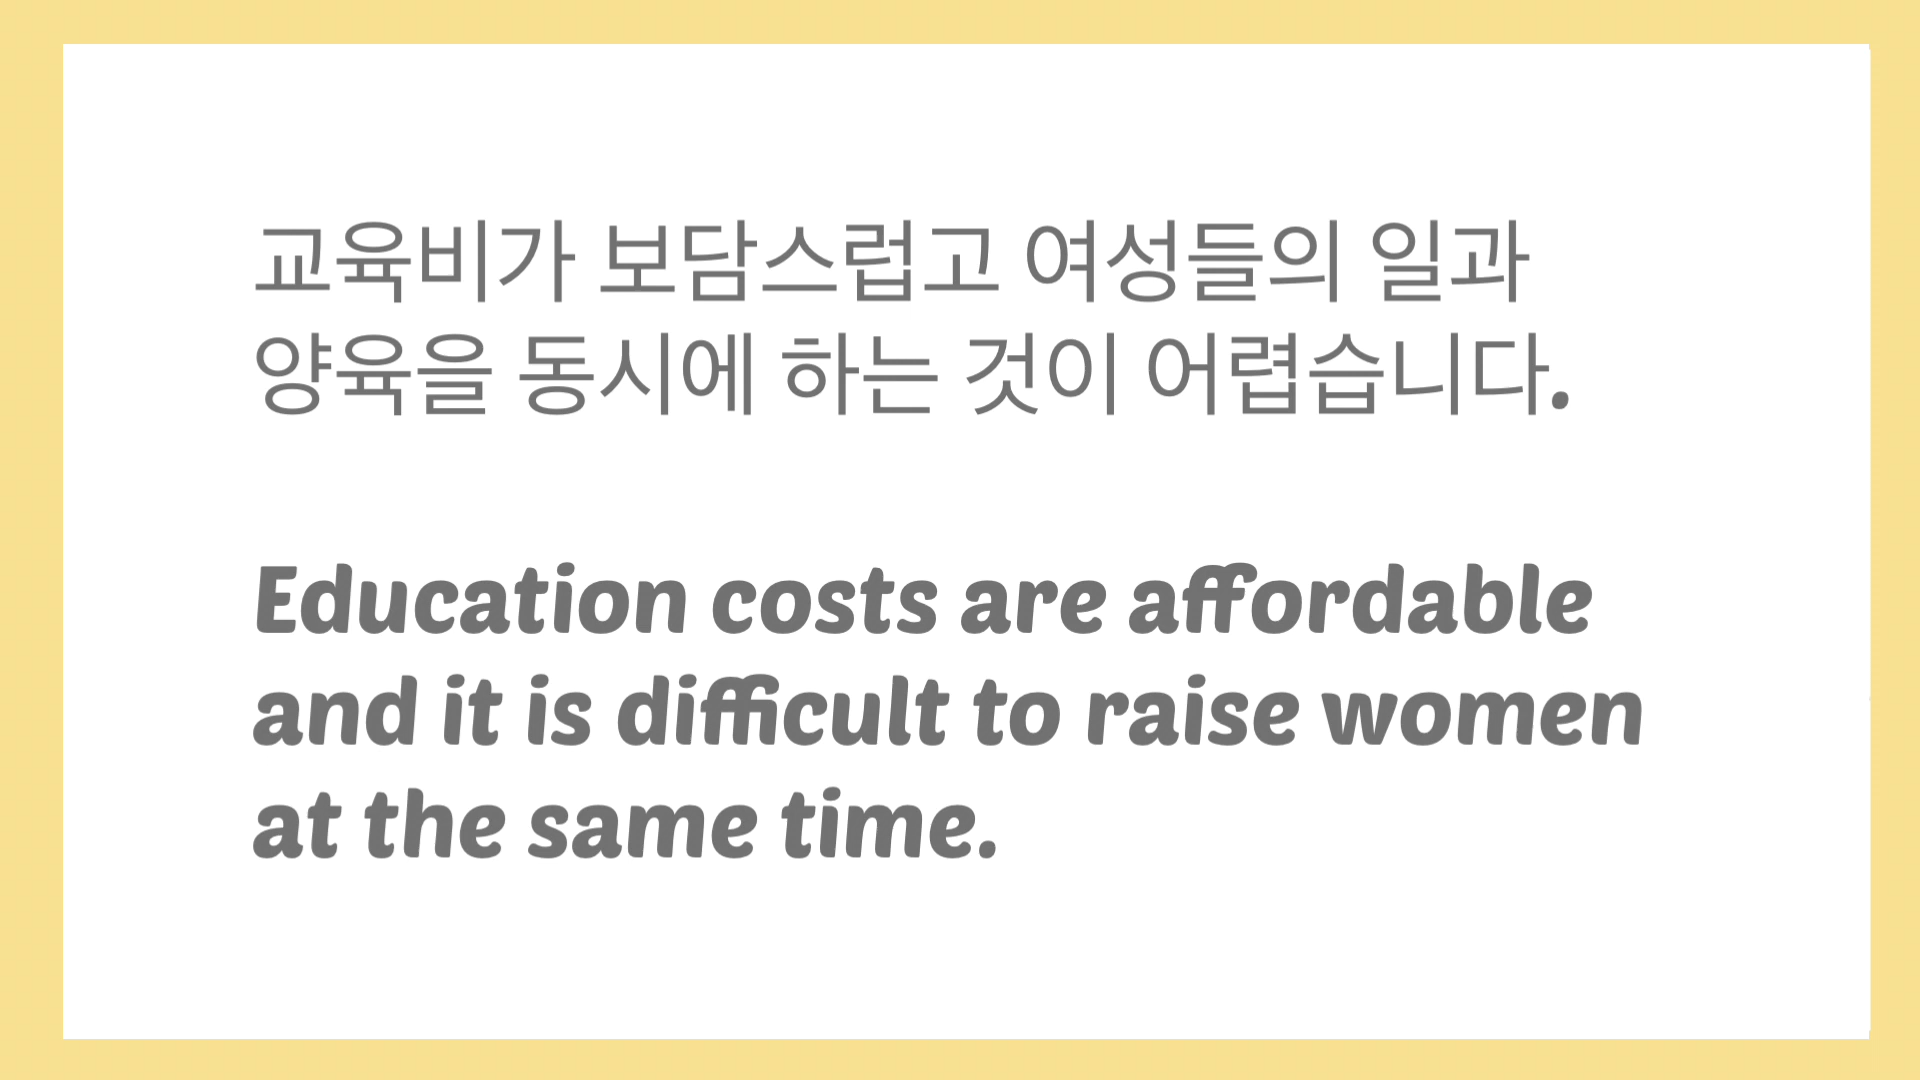 교육비가 보담스럽고 여성들의 일과
양육을 동시에 하는 것이 어렵습니다.
Education costs are affordable
and it is difficult to raise women
at the same time.